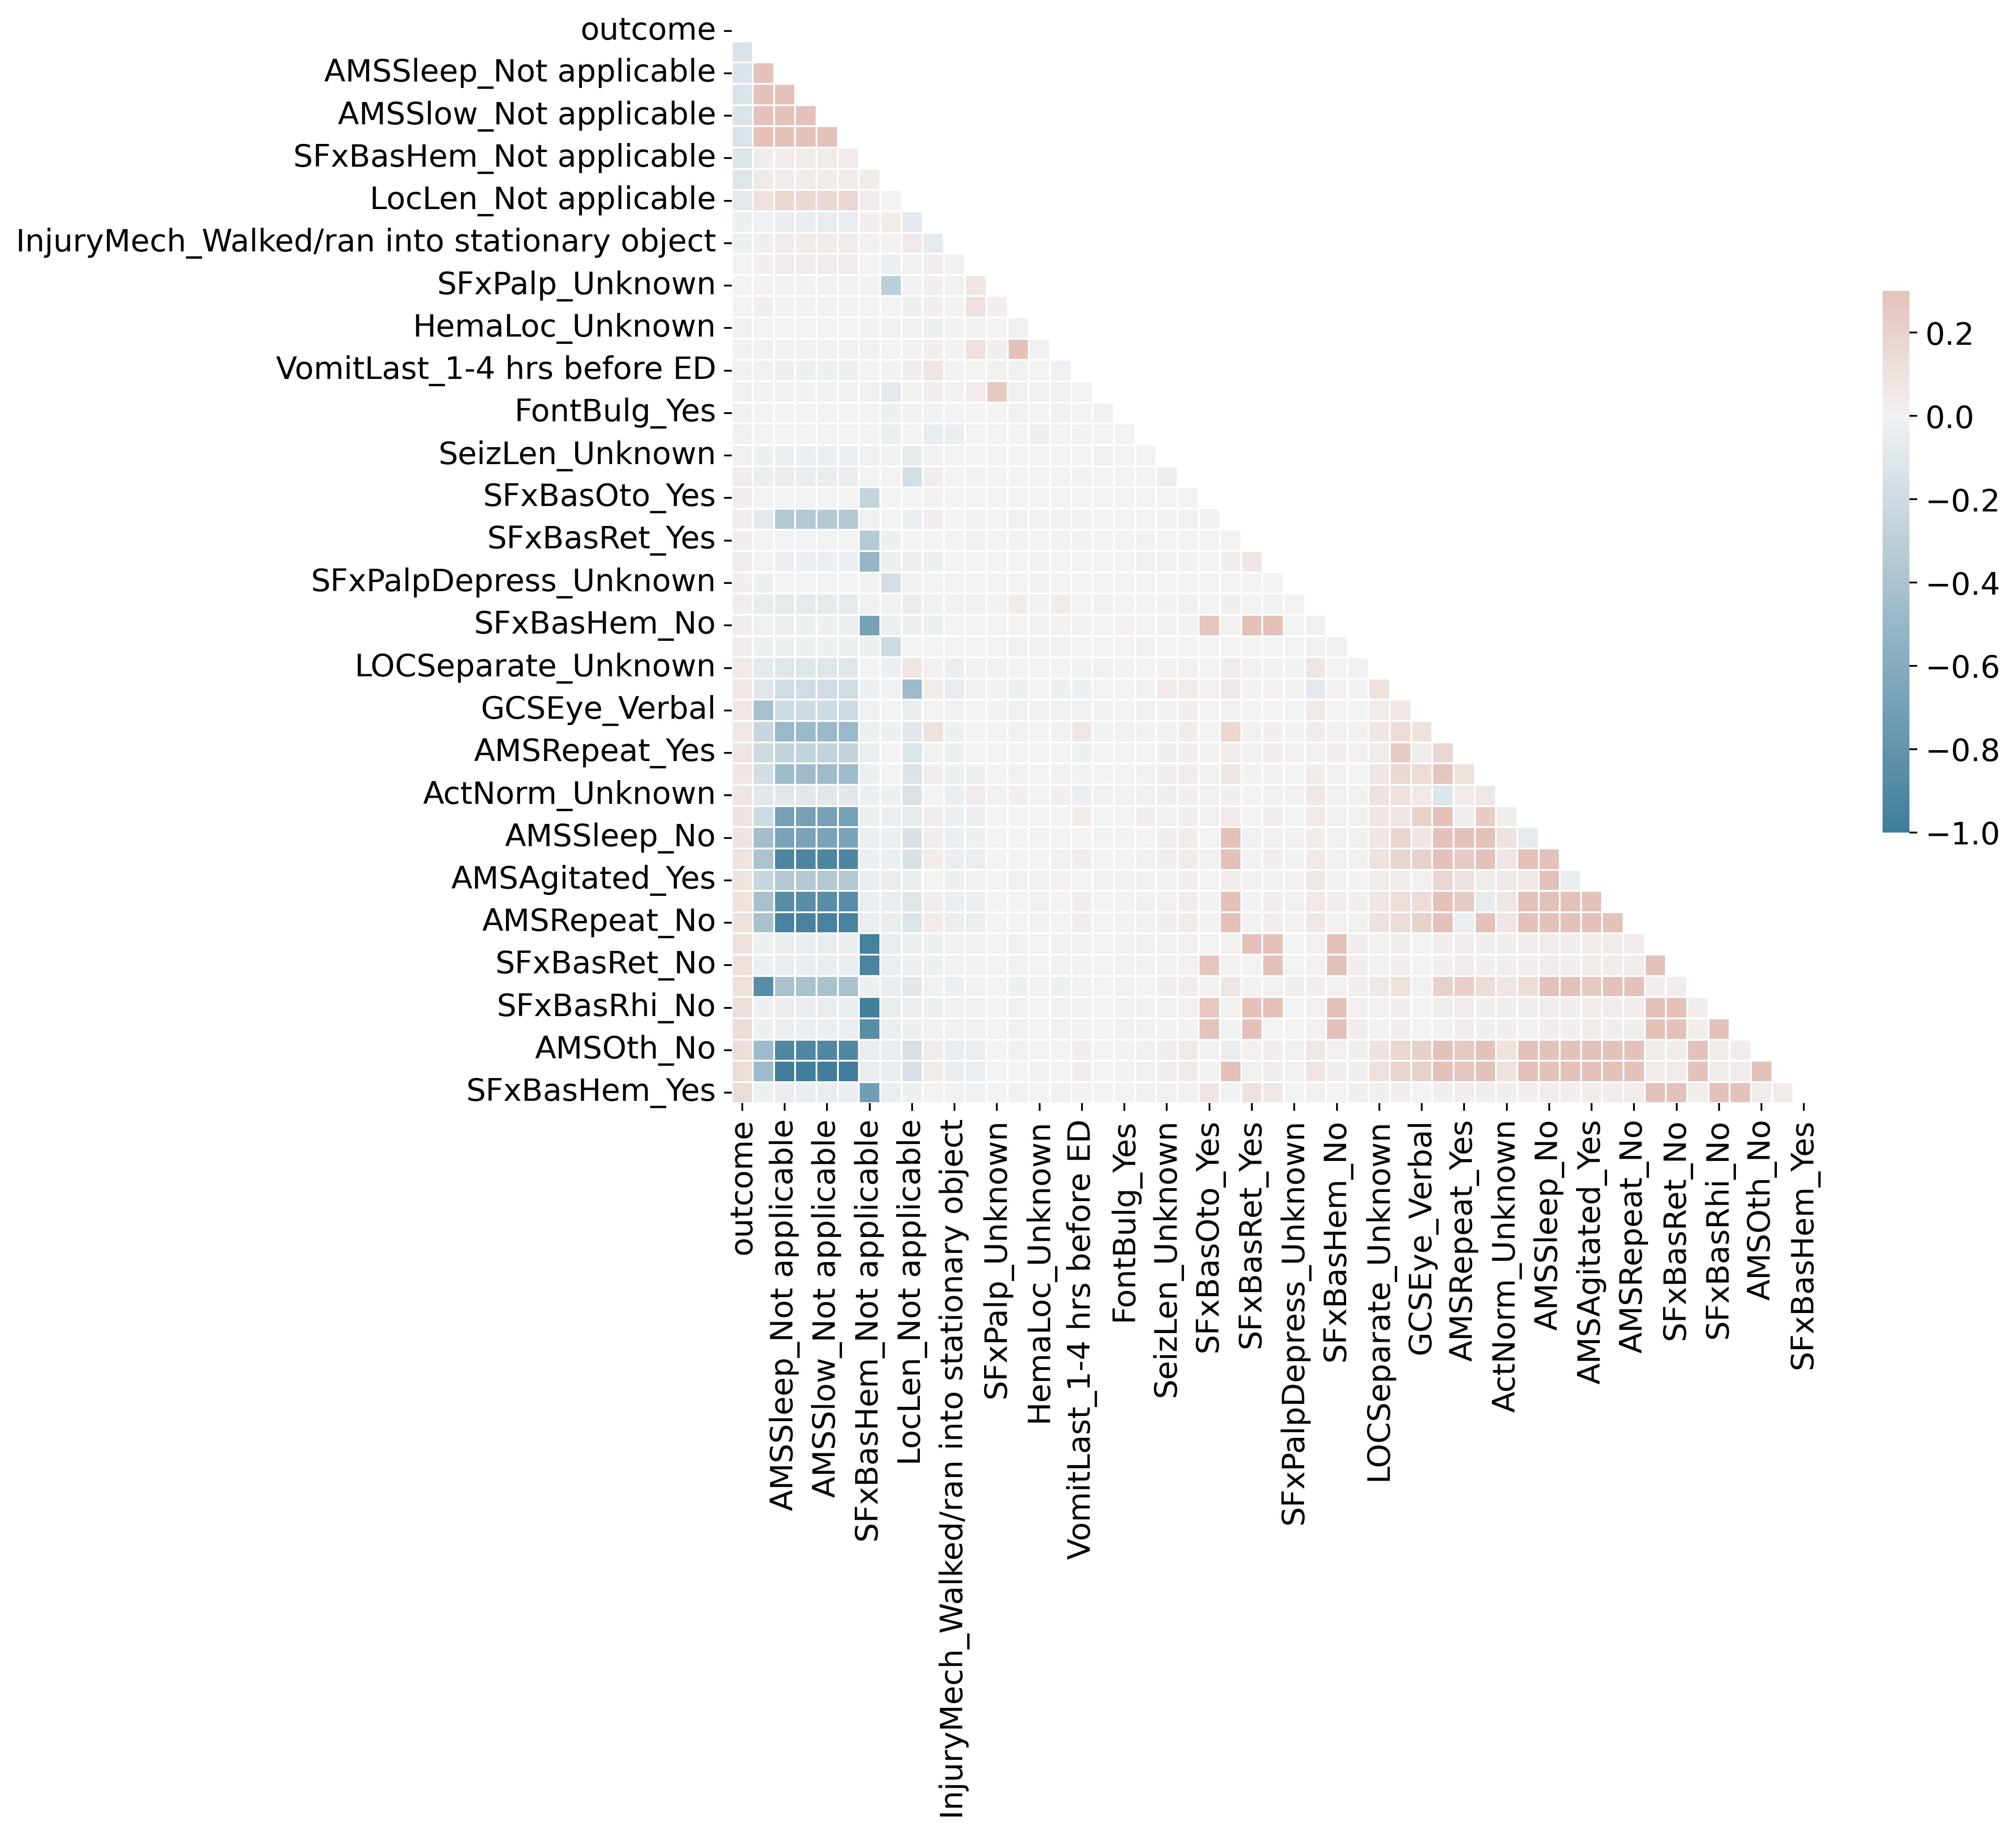 outcome
AMSSleep_Not applicable
AMSSlow_Not applicable
SFxBasHem_Not applicable
LocLen_Not applicable
InjuryMech_Walked/ran into stationary object
SFxPalp_Unknown
HemaLoc_Unknown
VomitLast_1-4 hrs before ED
FontBulg_Yes
SeizLen_Unknown
SFxBasOto_Yes
SFxBasRet_Yes
SFxPalpDepress_Unknown
SFxBasHem_No
LOCSeparate_Unknown
GCSEye_Verbal
AMSRepeat_Yes
ActNorm_Unknown
AMSSleep_No
AMSAgitated_Yes
AMSRepeat_No
SFxBasRet_No
SFxBasRhi_No
AMSOth_No
SFxBasHem_Yes
outcome
AMSSleep_Not applicable
AMSSlow_Not applicable
SFxBasHem_Not applicable
LocLen_Not applicable
InjuryMech_Walked/ran into stationary object
SFxPalp_Unknown
HemaLoc_Unknown
VomitLast_1-4 hrs before ED
FontBulg_Yes
SeizLen_Unknown
SFxBasOto_Yes
SFxBasRet_Yes
SFxPalpDepress_Unknown
SFxBasHem_No
LOCSeparate_Unknown
GCSEye_Verbal
AMSRepeat_Yes
ActNorm_Unknown
AMSSleep_No
AMSAgitated_Yes
AMSRepeat_No
SFxBasRet_No
SFxBasRhi_No
AMSOth_No
SFxBasHem_Yes
0.2
0.0
−0.2
−0.4
−0.6
−0.8
−1.0